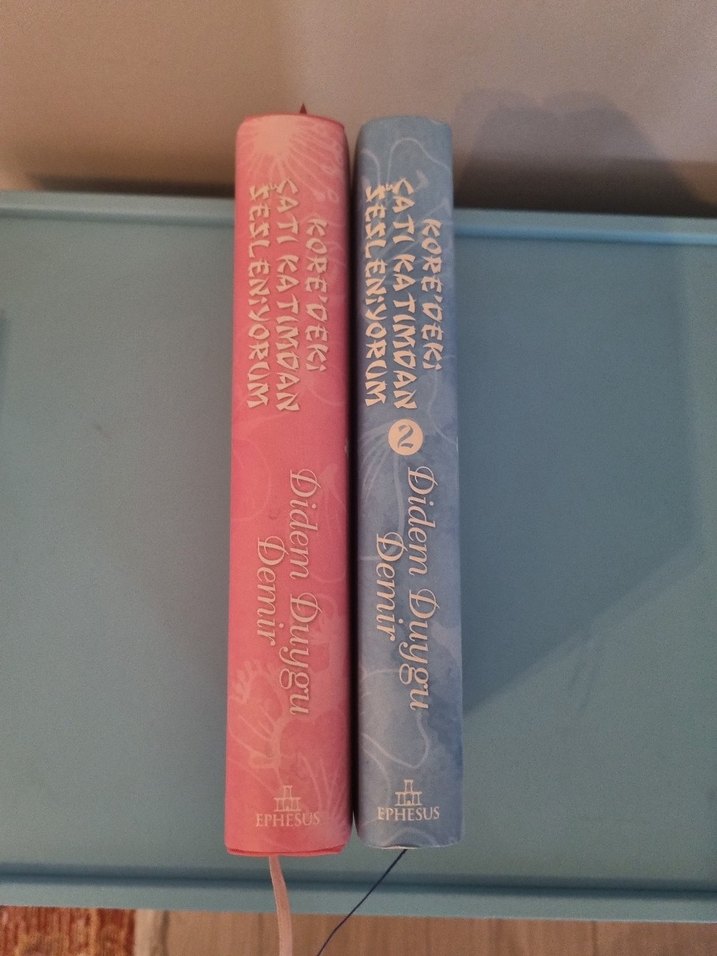 KORE'DEKİ
ÇATI KATIMDAN
SESLENİYORUM
Didem Duygu
Demir
EPHESUS
KORE'DEKİ
ÇATI KATIMDAN
SESLENİYORUM
2
Didem Duygu
Demir
EPHESUS